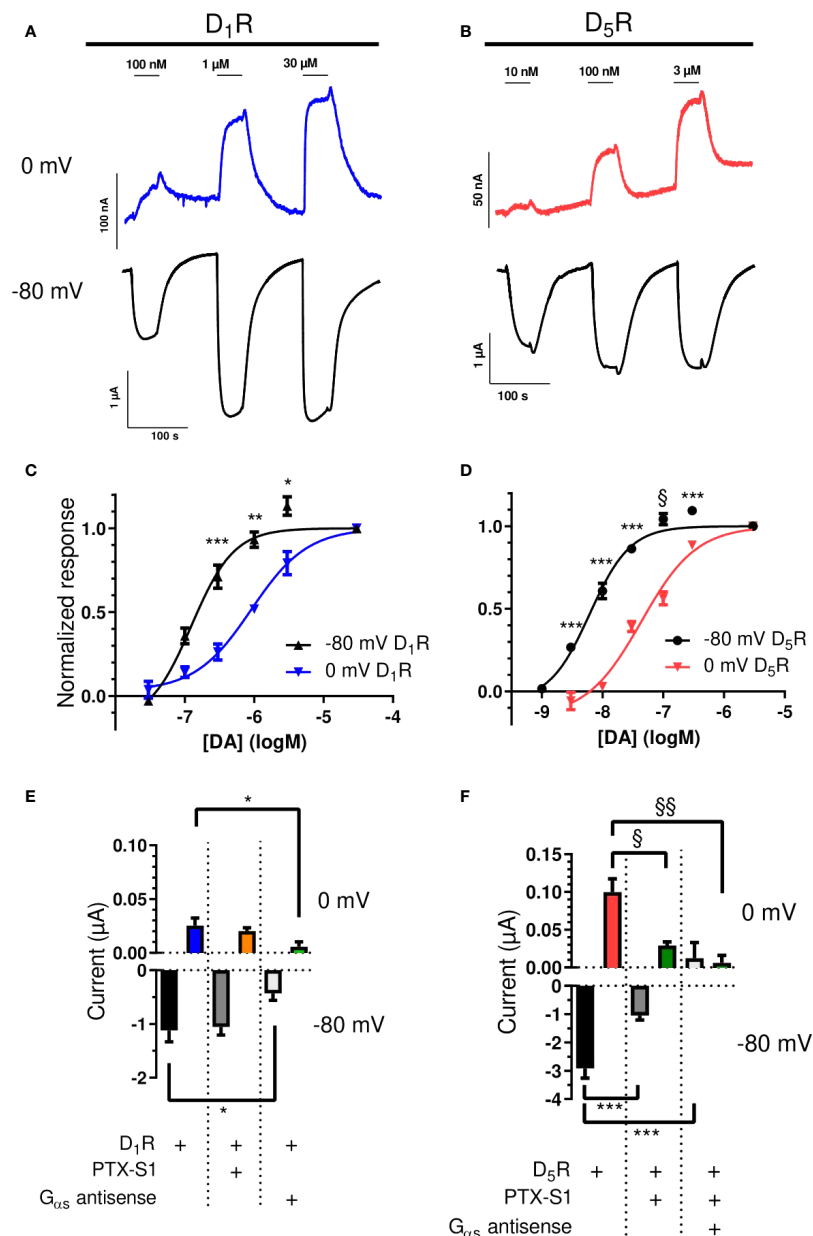 A
D₁R
100 nM
1 µM
30 µM
0 mV
100 nA
-80 mV
1 µA
100 s
B
D₅R
10 nM
100 nM
3 µM
50 nA
1 µA
100 s
C
Normalized response
1.0
0.5
0.0
***
**
*
-80 mV D₁R
0 mV D₁R
-7
-6
-5
-4
[DA] (logM)
D
1.0
0.5
0.0
***
***
***
§
***
-80 mV D₅R
0 mV D₅R
-9
-8
-7
-6
-5
[DA] (logM)
E
*
0.10
0.05
0.00
0 mV
Current (µA)
0
-1
-2
-80 mV
*
D₁R + + +
PTX-S1 +
Gαs antisense +
F
§§
§
0.15
0.10
0.05
0.00
0 mV
Current (µA)
0
-1
-2
-3
-4
-80 mV
***
***
D₅R + + +
PTX-S1 + +
Gαs antisense +